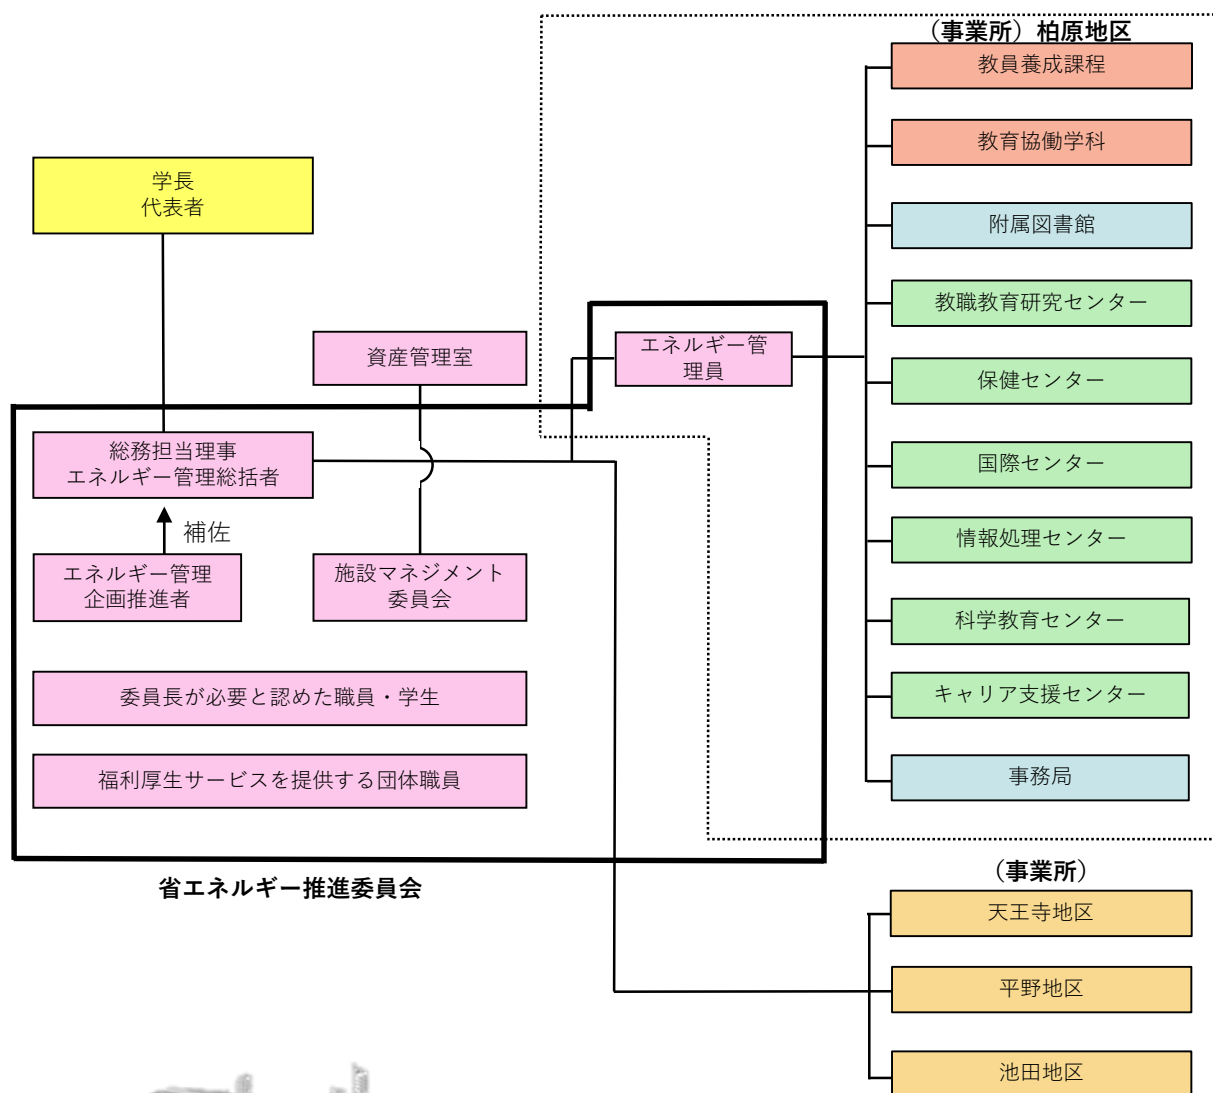 （事業所）柏原地区
教員養成課程
教育協働学科
学長
代表者
附属図書館
教職教育研究センター
資産管理室
エネルギー管
理員
保健センター
総務担当理事
エネルギー管理総括者
国際センター
補佐
情報処理センター
エネルギー管理
企画推進者
施設マネジメント
委員会
科学教育センター
委員長が必要と認めた職員・学生
キャリア支援センター
福利厚生サービスを提供する団体職員
事務局
省エネルギー推進委員会
（事業所）
天王寺地区
平野地区
池田地区